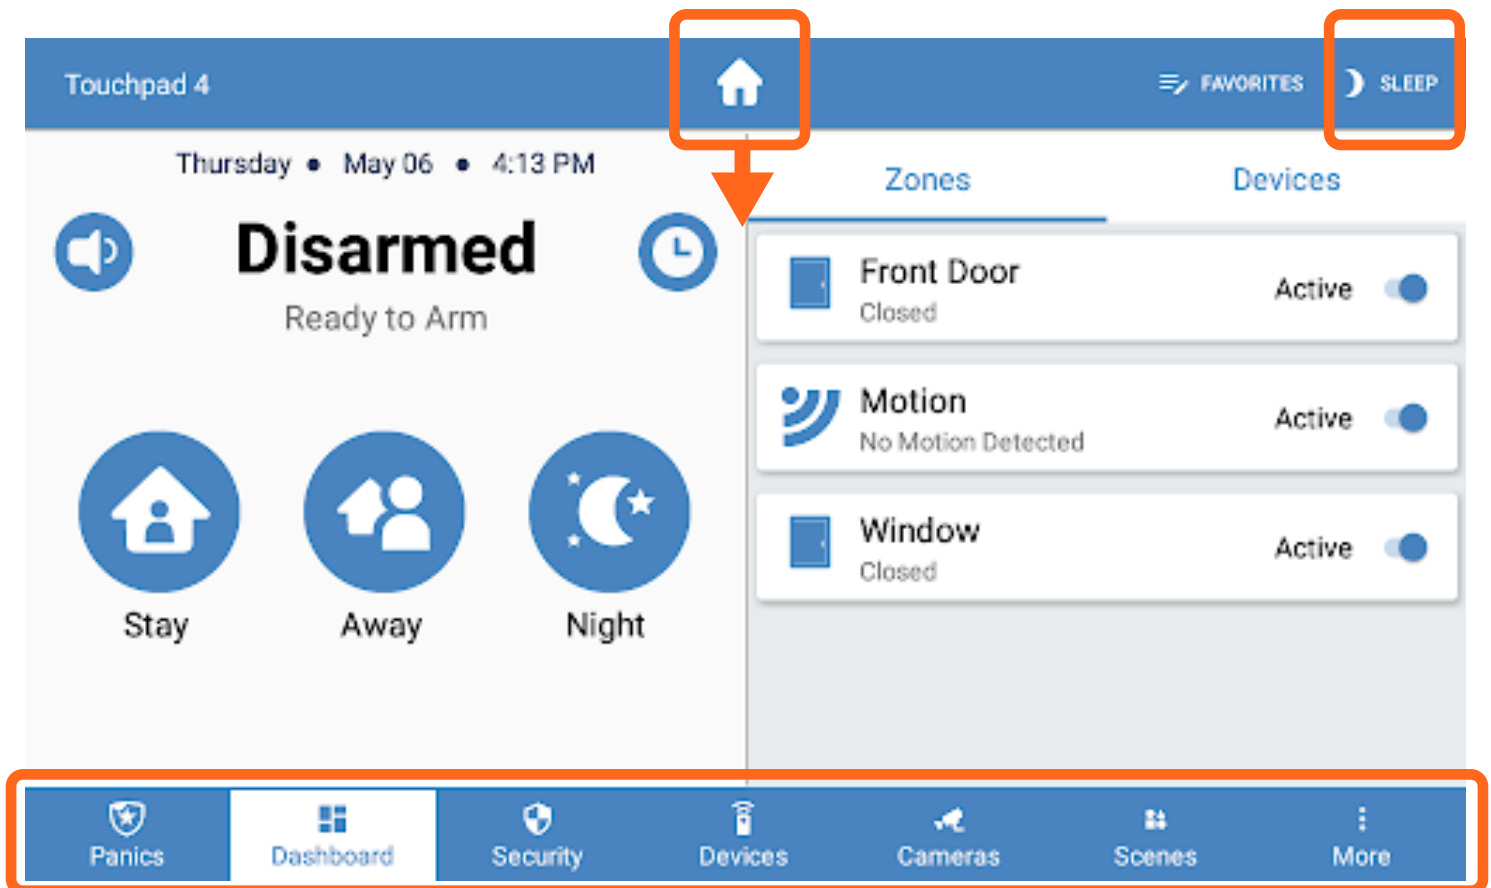 Touchpad 4
FAVORITES
SLEEP
Thursday • May 06 • 4:13 PM
Disarmed
Ready to Arm
Stay
Away
Night
Zones
Devices
Front Door
Closed
Active
Motion
No Motion Detected
Active
Window
Closed
Active
Panics
Dashboard
Security
Devices
Cameras
Scenes
More